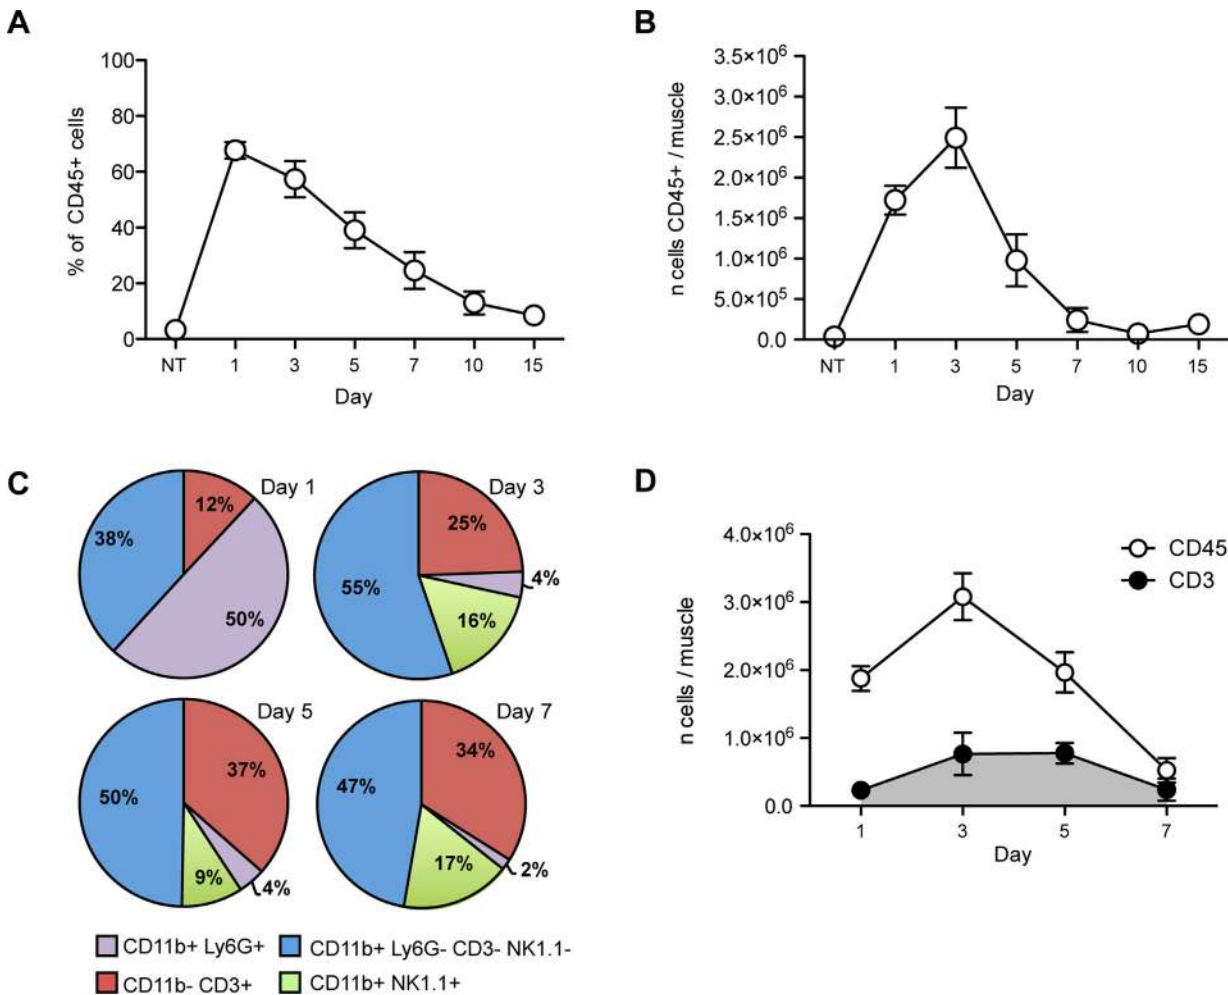 A
% of CD45+ cells
100
80
60
40
20
0
NT 1 3 5 7 10 15
Day
B
n cells CD45+ / muscle
3.5×10⁶
3.0×10⁶
2.5×10⁶
2.0×10⁶
1.5×10⁶
1.0×10⁶
5.0×10⁵
0.0
NT 1 3 5 7 10 15
Day
C
Day 1
12%
38%
50%
Day 3
25%
4%
55%
16%
Day 5
37%
50%
9%
4%
Day 7
34%
47%
17%
2%
CD11b+ Ly6G+
CD11b+ Ly6G- CD3- NK1.1-
CD11b- CD3+
CD11b+ NK1.1+
D
n cells / muscle
4.0×10⁶
3.0×10⁶
2.0×10⁶
1.0×10⁶
0.0
1 3 5 7
Day
CD45
CD3